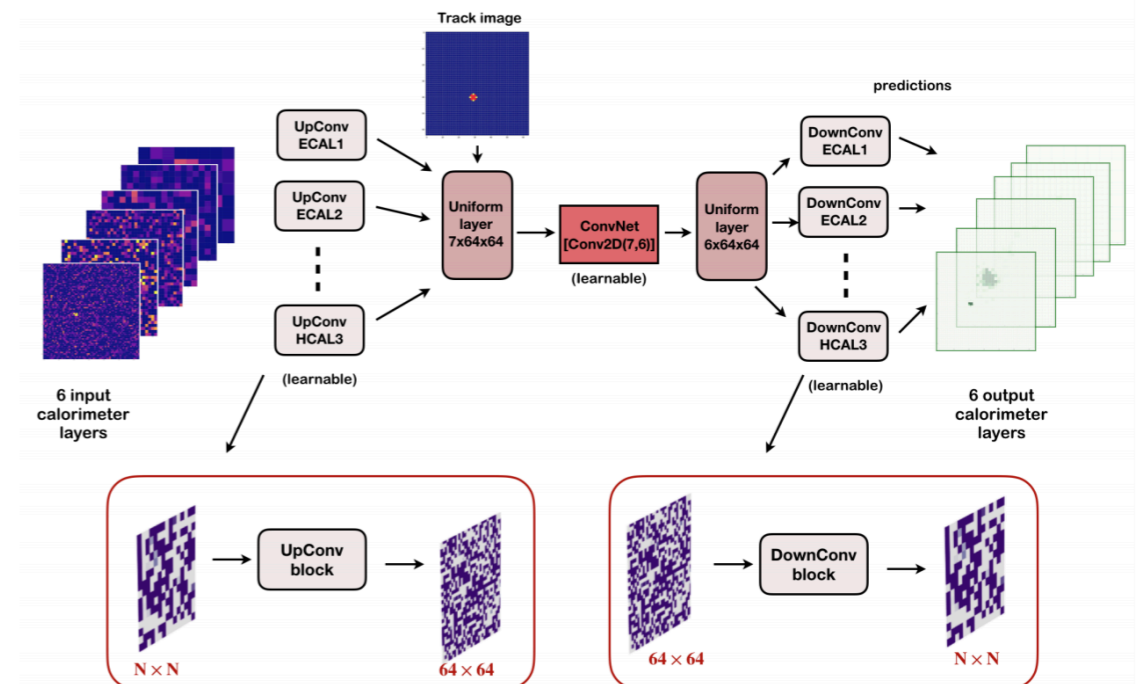 Track image
predictions
UpConv
ECAL1
UpConv
ECAL2
UpConv
HCAL3
(learnable)
Uniform
layer
7x64x64
ConvNet
[Conv2D(7,6)]
(learnable)
Uniform
layer
6x64x64
DownConv
ECAL1
DownConv
ECAL2
DownConv
HCAL3
(learnable)
6 input
calorimeter
layers
6 output
calorimeter
layers
UpConv
block
N × N
64 × 64
DownConv
block
64 × 64
N × N